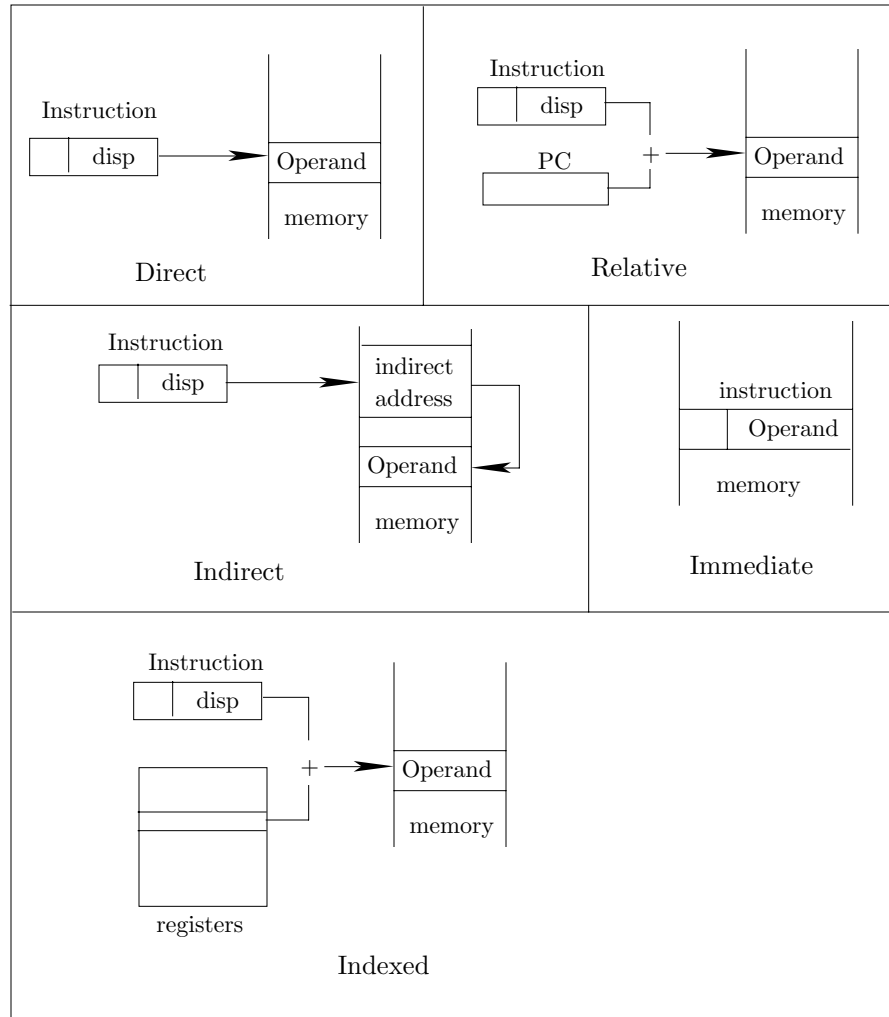 Instruction
disp
Operand
memory
Direct
Instruction
disp
PC
+
Operand
memory
Relative
Instruction
disp
indirect
address
Operand
memory
Indirect
instruction
Operand
memory
Immediate
Instruction
disp
+
Operand
memory
registers
Indexed